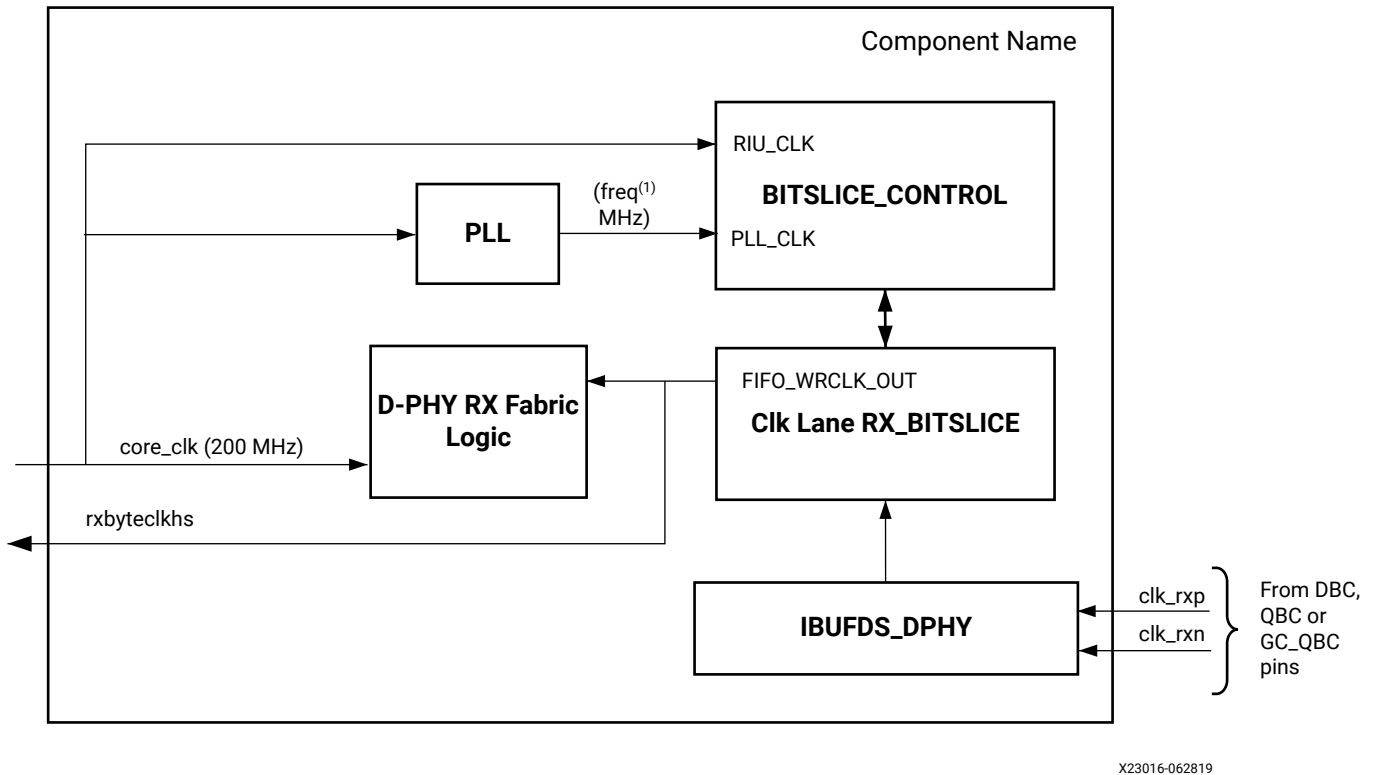 Component Name
RIU_CLK
(freq(1)
MHz)
BITSLICE_CONTROL
PLL
PLL_CLK
D-PHY RX Fabric
Logic
FIFO_WRCLK_OUT
Clk Lane RX_BITSLICE
core_clk (200 MHz)
rxbyteclkhs
IBUFDS_DPHY
clk_rxp
clk_rxn
From DBC,
QBC or
GC_QBC
pins
X23016-062819